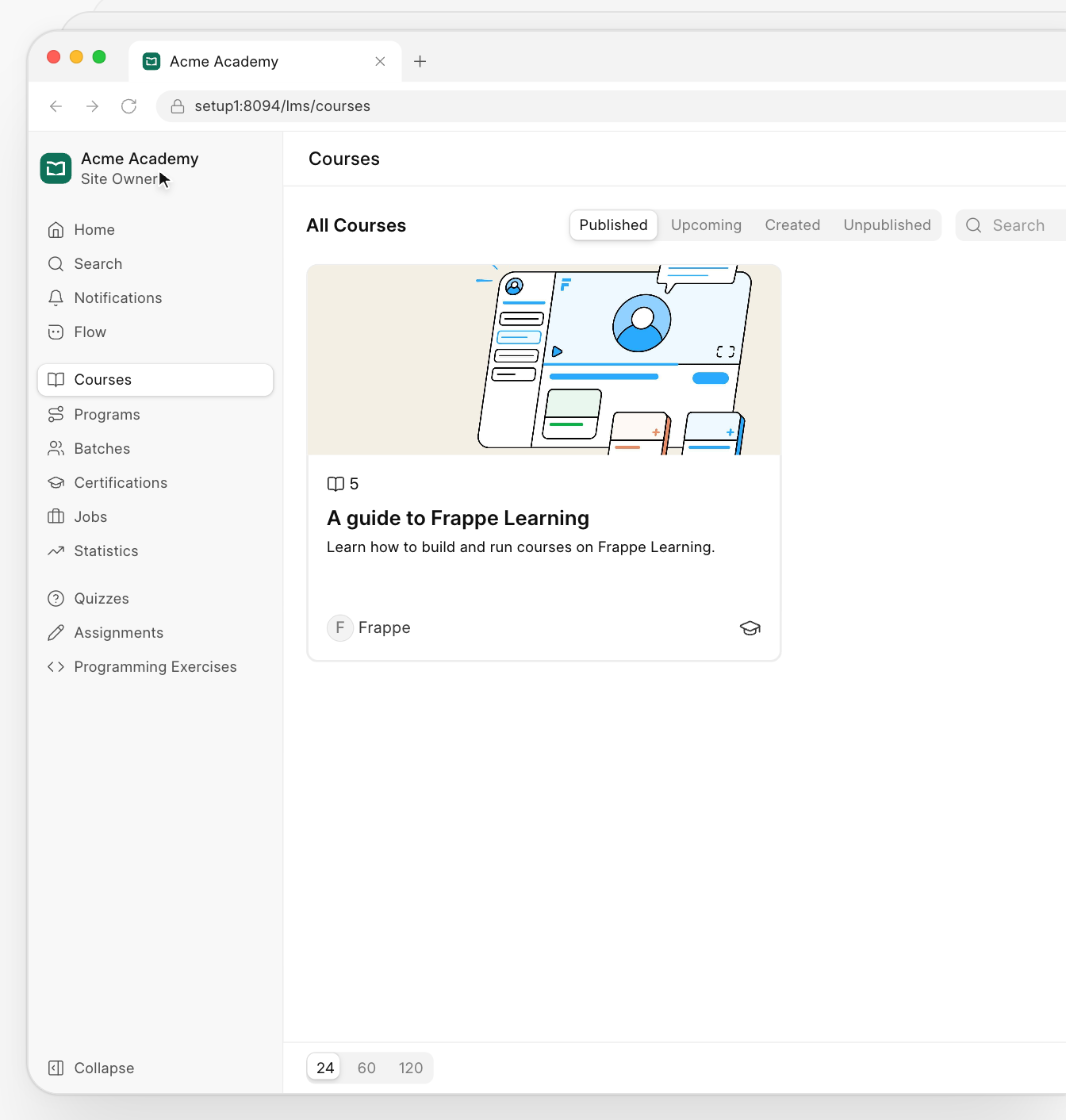 Acme Academy
setup1:8094/lms/courses
Acme Academy
Site Owner
Home
Search
Notifications
Flow
Courses
Programs
Batches
Certifications
Jobs
Statistics
Quizzes
Assignments
Programming Exercises
Collapse
Courses
All Courses
Published Upcoming Created Unpublished Search
5
A guide to Frappe Learning
Learn how to build and run courses on Frappe Learning.
F Frappe
24 60 120